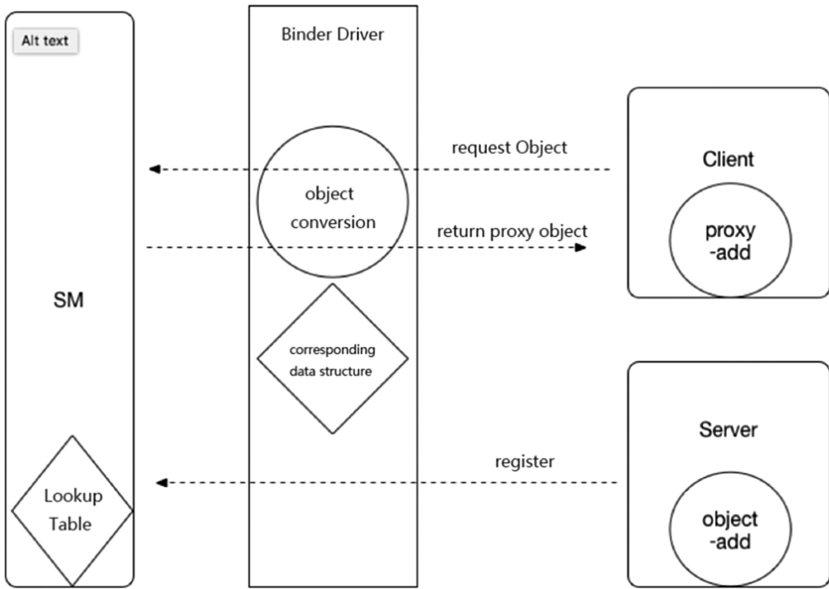 Alt text
Binder Driver
request Object
object
conversion
Client
return proxy object
proxy
-add
SM
corresponding
data structure
Server
register
Lookup
Table
object
-add